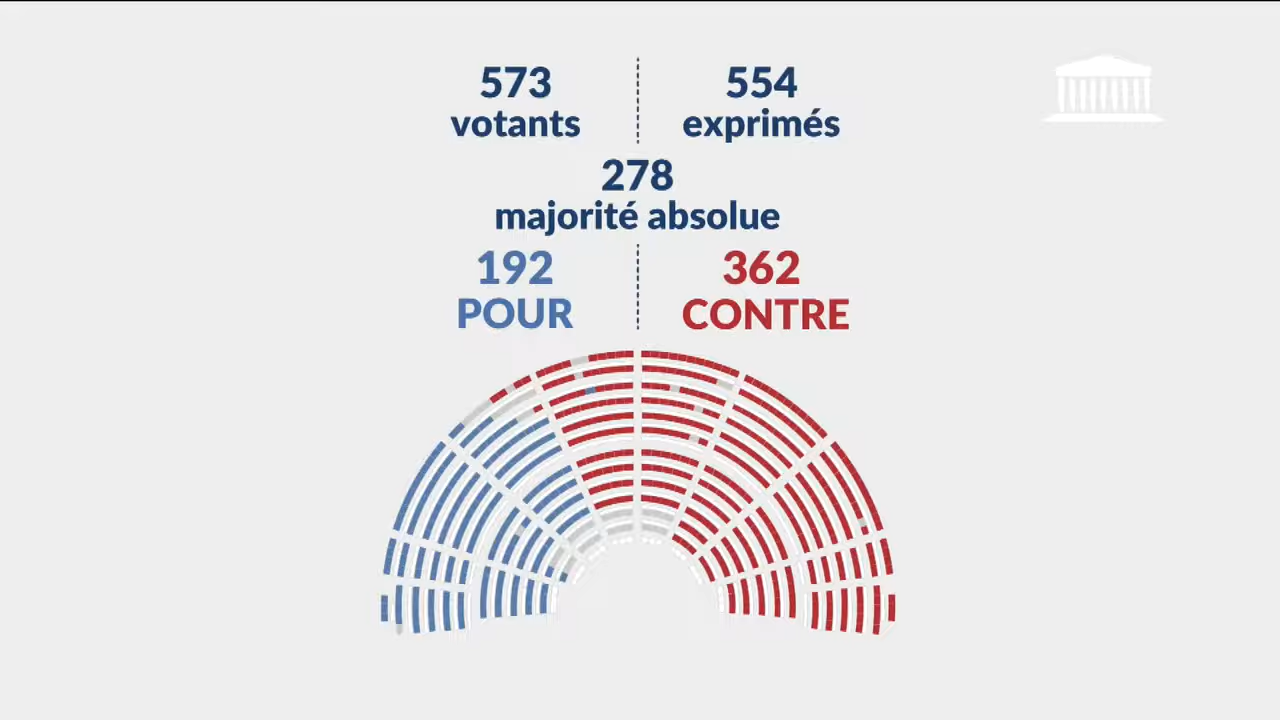 573
votants
554
exprimés
278
majorité absolue
192
POUR
362
CONTRE